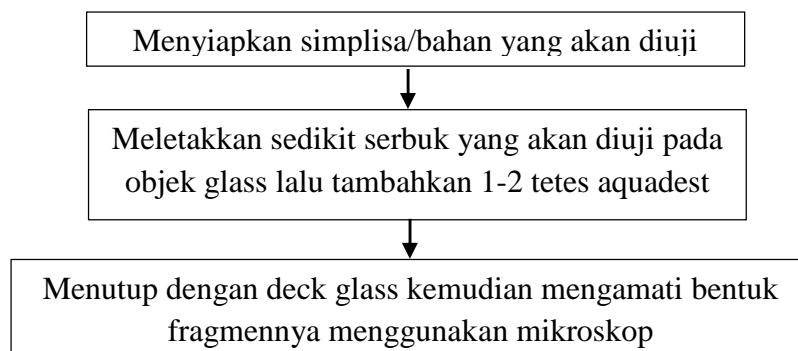 Menyiapkan simplisa/bahan yang akan diuji
Meletakkan sedikit serbuk yang akan diuji pada
objek glass lalu tambahkan 1-2 tetes aquadest
Menutup dengan deck glass kemudian mengamati bentuk
fragmennya menggunakan mikroskop